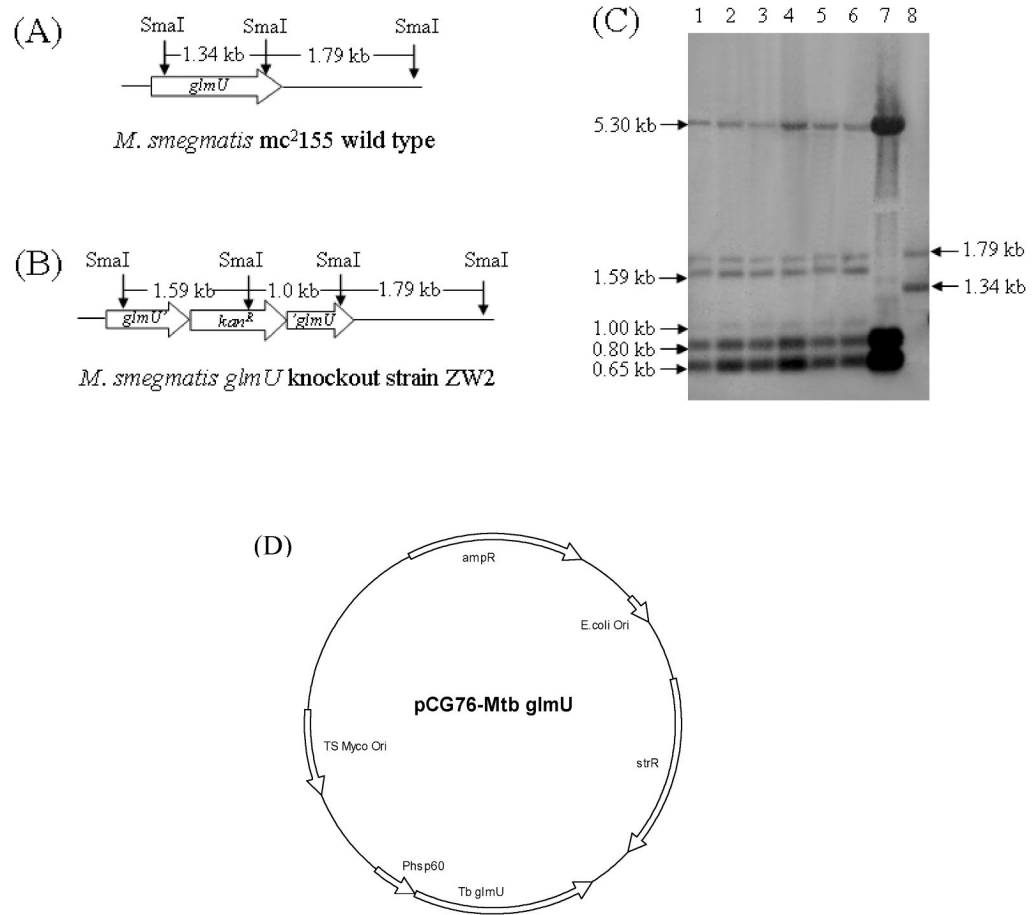 (A)
SmaI SmaI SmaI
1.34 kb 1.79 kb
glmU
M. smegmatis mc²155 wild type
(B)
SmaI SmaI SmaI SmaI
1.59 kb 1.0 kb 1.79 kb
glmU' kanR 'glmU
M. smegmatis glmU knockout strain ZW2
(C)
1 2 3 4 5 6 7 8
5.30 kb
1.79 kb
1.59 kb
1.34 kb
1.00 kb
0.80 kb
0.65 kb
(D)
ampR
E.coli Ori
pCG76-Mtb glmU
TS Myco Ori
strR
Phsp60
Tb glmU